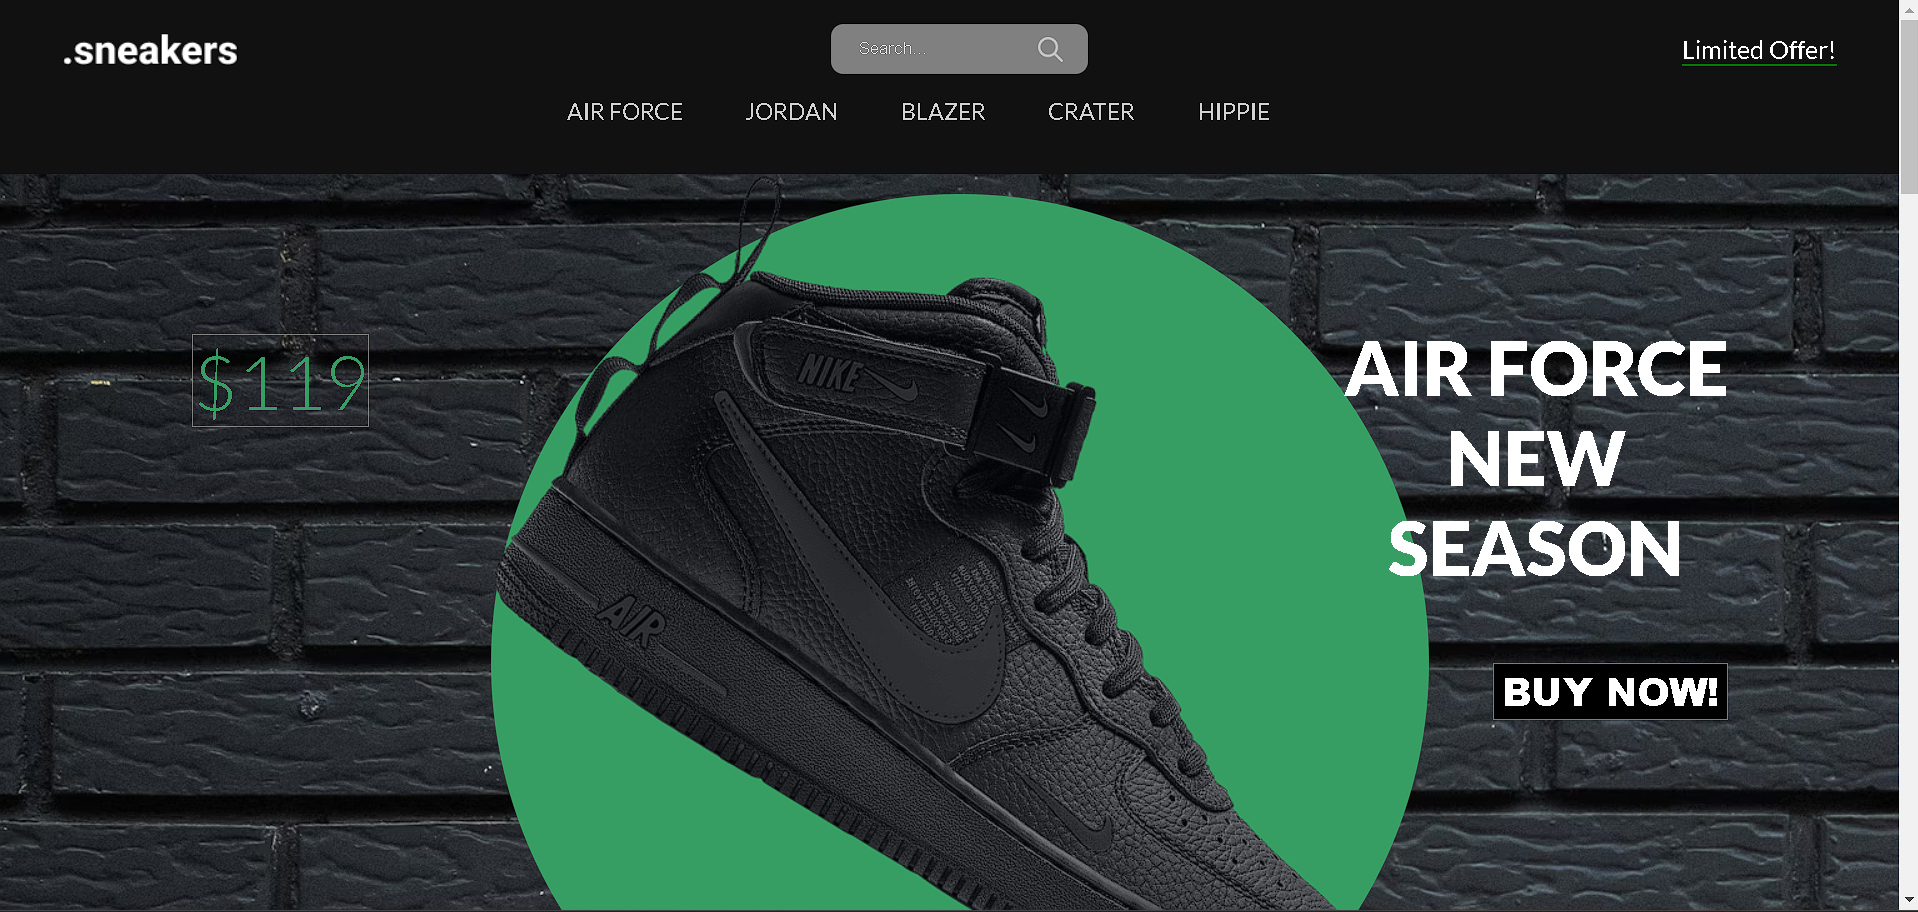 .sneakers
Search...
Limited Offer!
AIR FORCE
JORDAN
BLAZER
CRATER
HIPPIE
$119
NIKE
AIR FORCE
NEW
SEASON
AIR
BUY NOW!